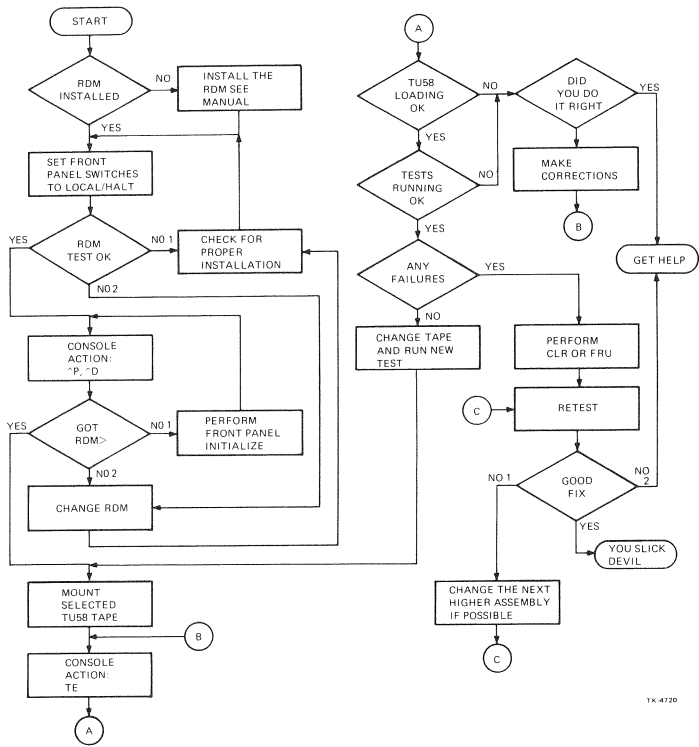 START
RDM
INSTALLED
NO
INSTALL THE
RDM SEE
MANUAL
YES
SET FRONT
PANEL SWITCHES
TO LOCAL/HALT
YES
RDM
TEST OK
NO 1
CHECK FOR
PROPER
INSTALLATION
NO2
CONSOLE
ACTION:
^P, ^D
YES
GOT
RDM>
NO 1
PERFORM
FRONT PANEL
INITIALIZE
NO 2
CHANGE RDM
MOUNT
SELECTED
TU58 TAPE
B
CONSOLE
ACTION:
TE
A
A
TU58
LOADING
OK
NO
DID
YOU DO
IT RIGHT
YES
YES
MAKE
CORRECTIONS
TESTS
RUNNING
OK
NO
B
YES
GET HELP
ANY
FAILURES
YES
NO
CHANGE TAPE
AND RUN NEW
TEST
PERFORM
CLR OR FRU
C
RETEST
NO 1
GOOD
FIX
NO
2
YES
YOU SLICK
DEVIL
CHANGE THE NEXT
HIGHER ASSEMBLY
IF POSSIBLE
C
TK-4720